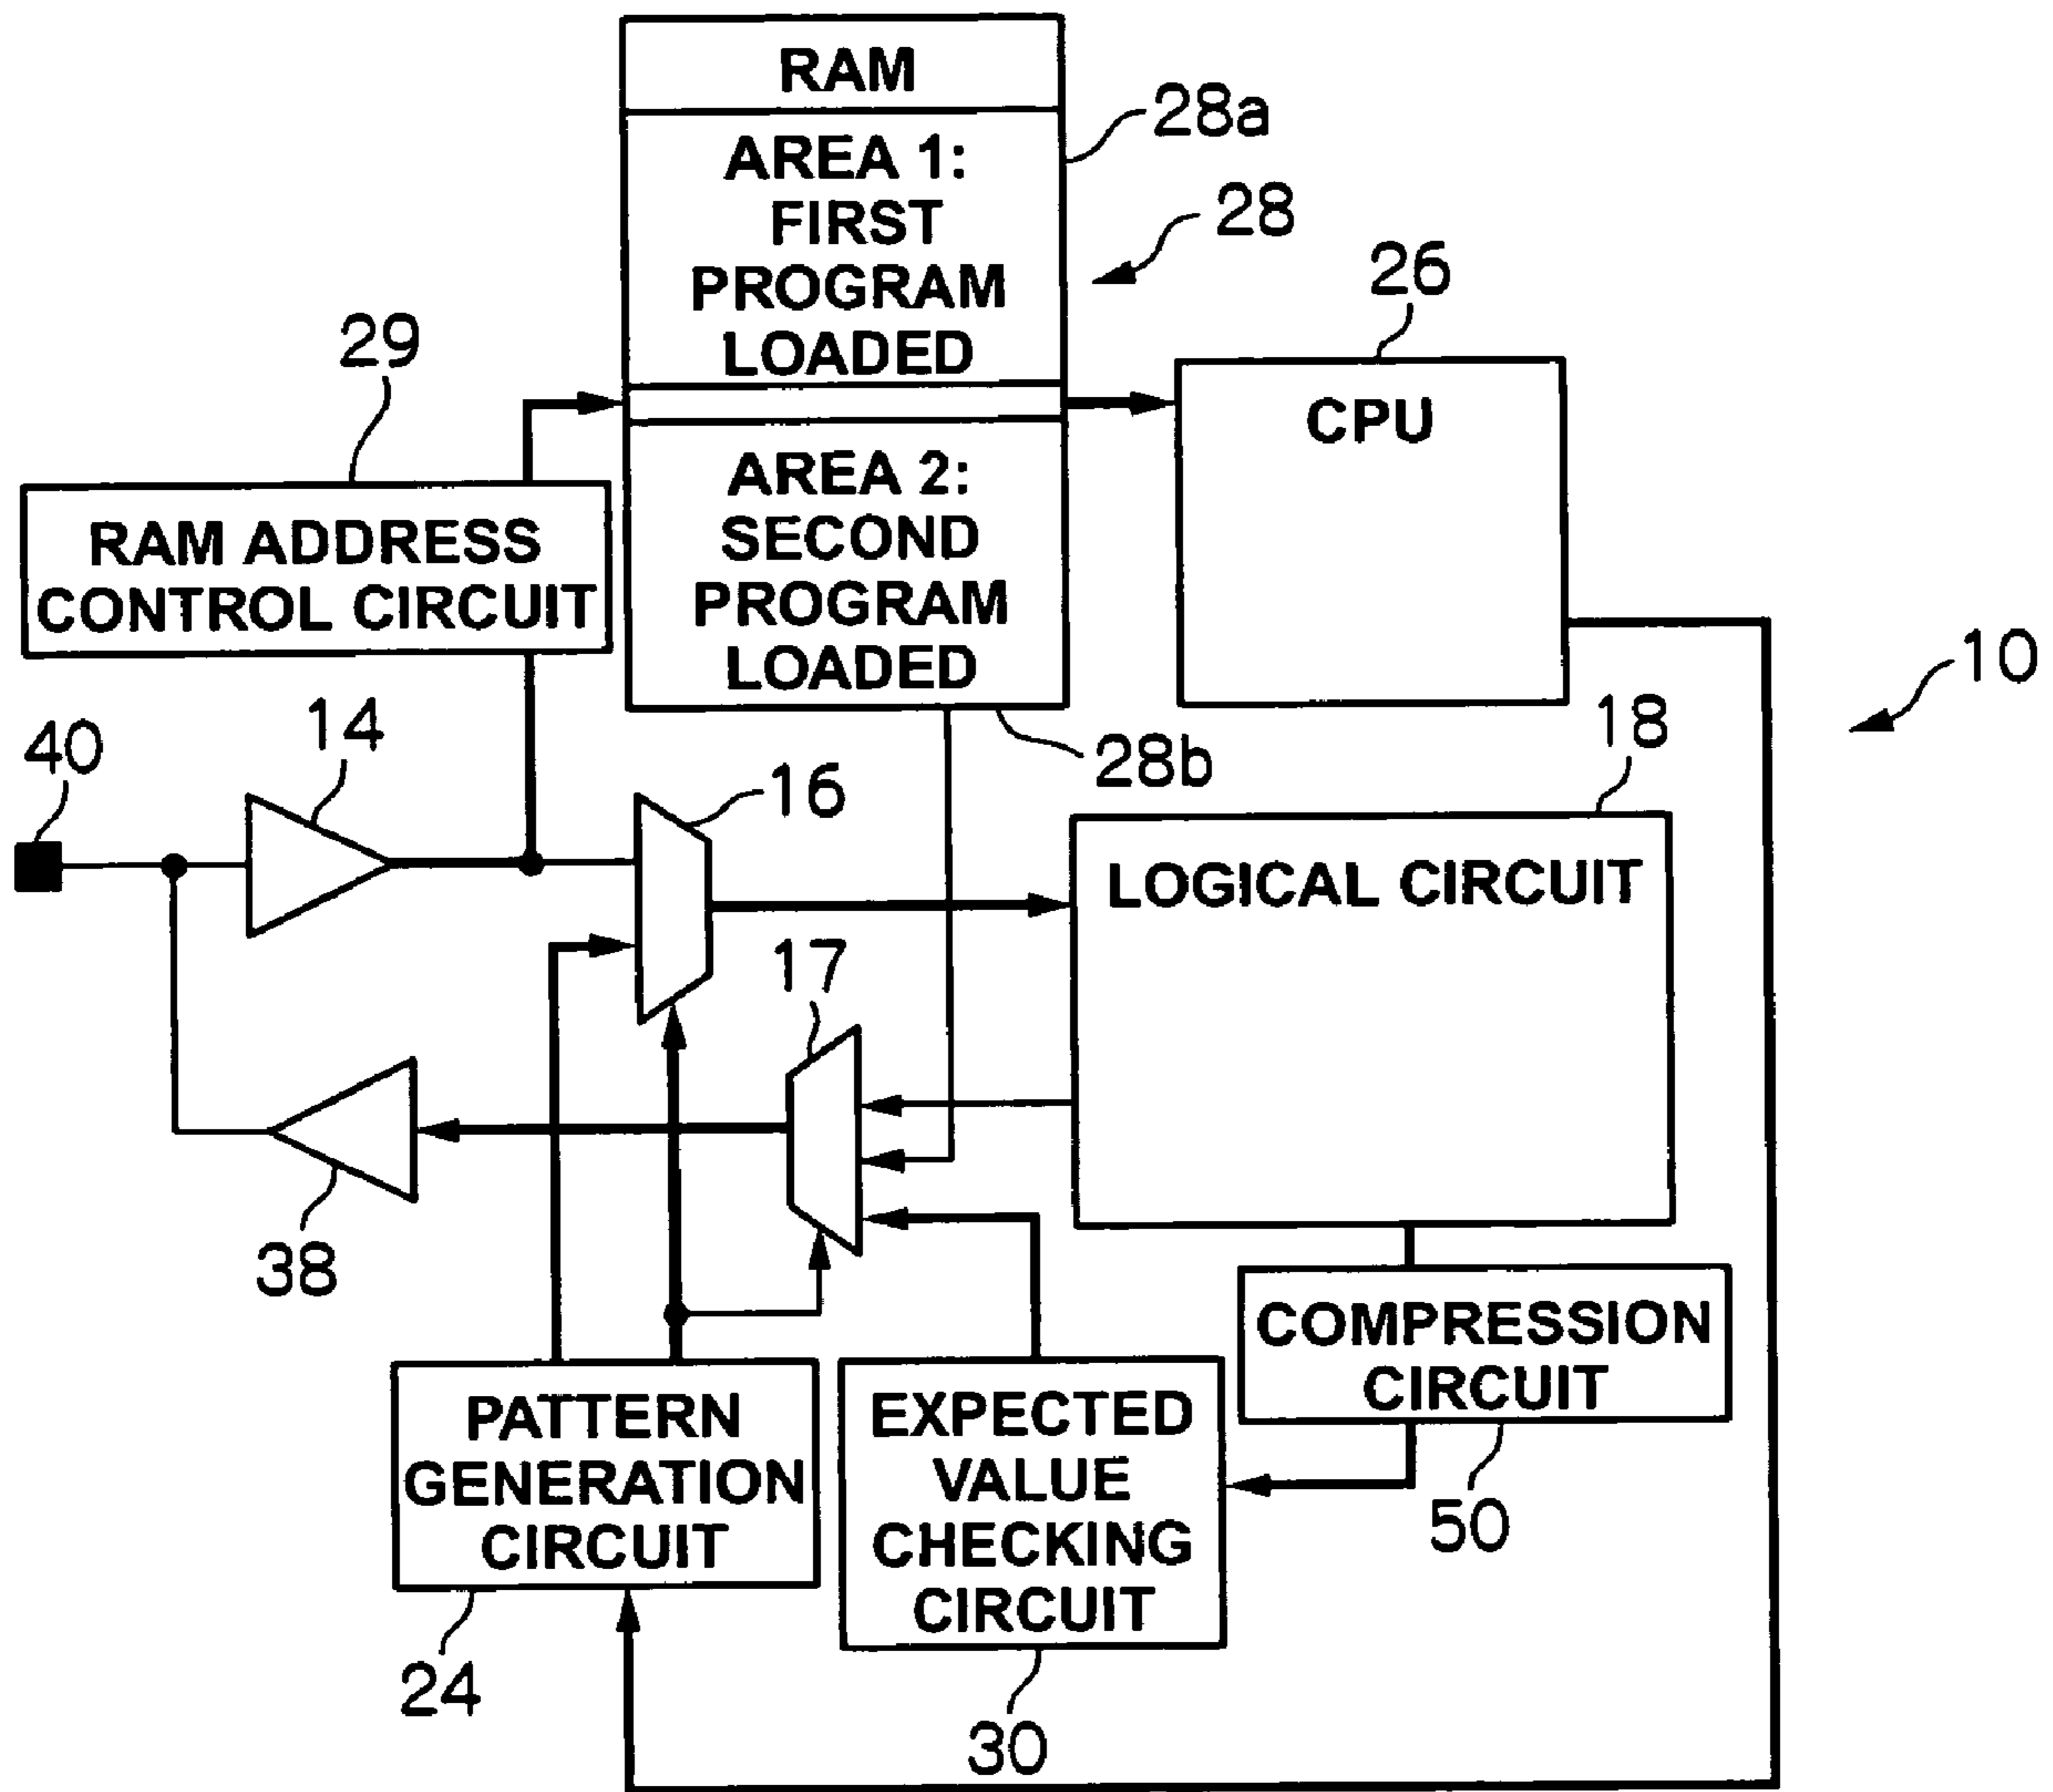 RAM
28a
AREA 1:
FIRST
PROGRAM
LOADED
28
26
29
CPU
AREA 2:
SECOND
PROGRAM
LOADED
RAM ADDRESS
CONTROL CIRCUIT
10
14
40
28b
18
16
LOGICAL CIRCUIT
17
38
COMPRESSION
CIRCUIT
PATTERN
GENERATION
CIRCUIT
EXPECTED
VALUE
CHECKING
CIRCUIT
50
24
30